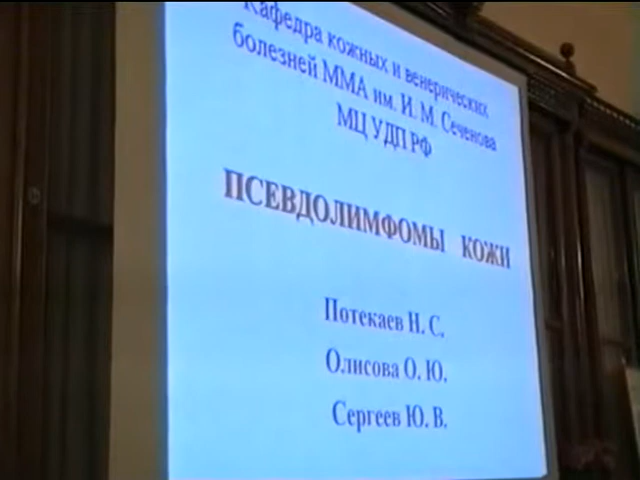 Кафедра кожных и венерических
болезней ММА им. И. М. Сеченова
МЦ УДП РФ
ПСЕВДОЛИМФОМЫ КОЖИ
Потекаев Н. С.
Олисова О. Ю.
Сергеев Ю. В.